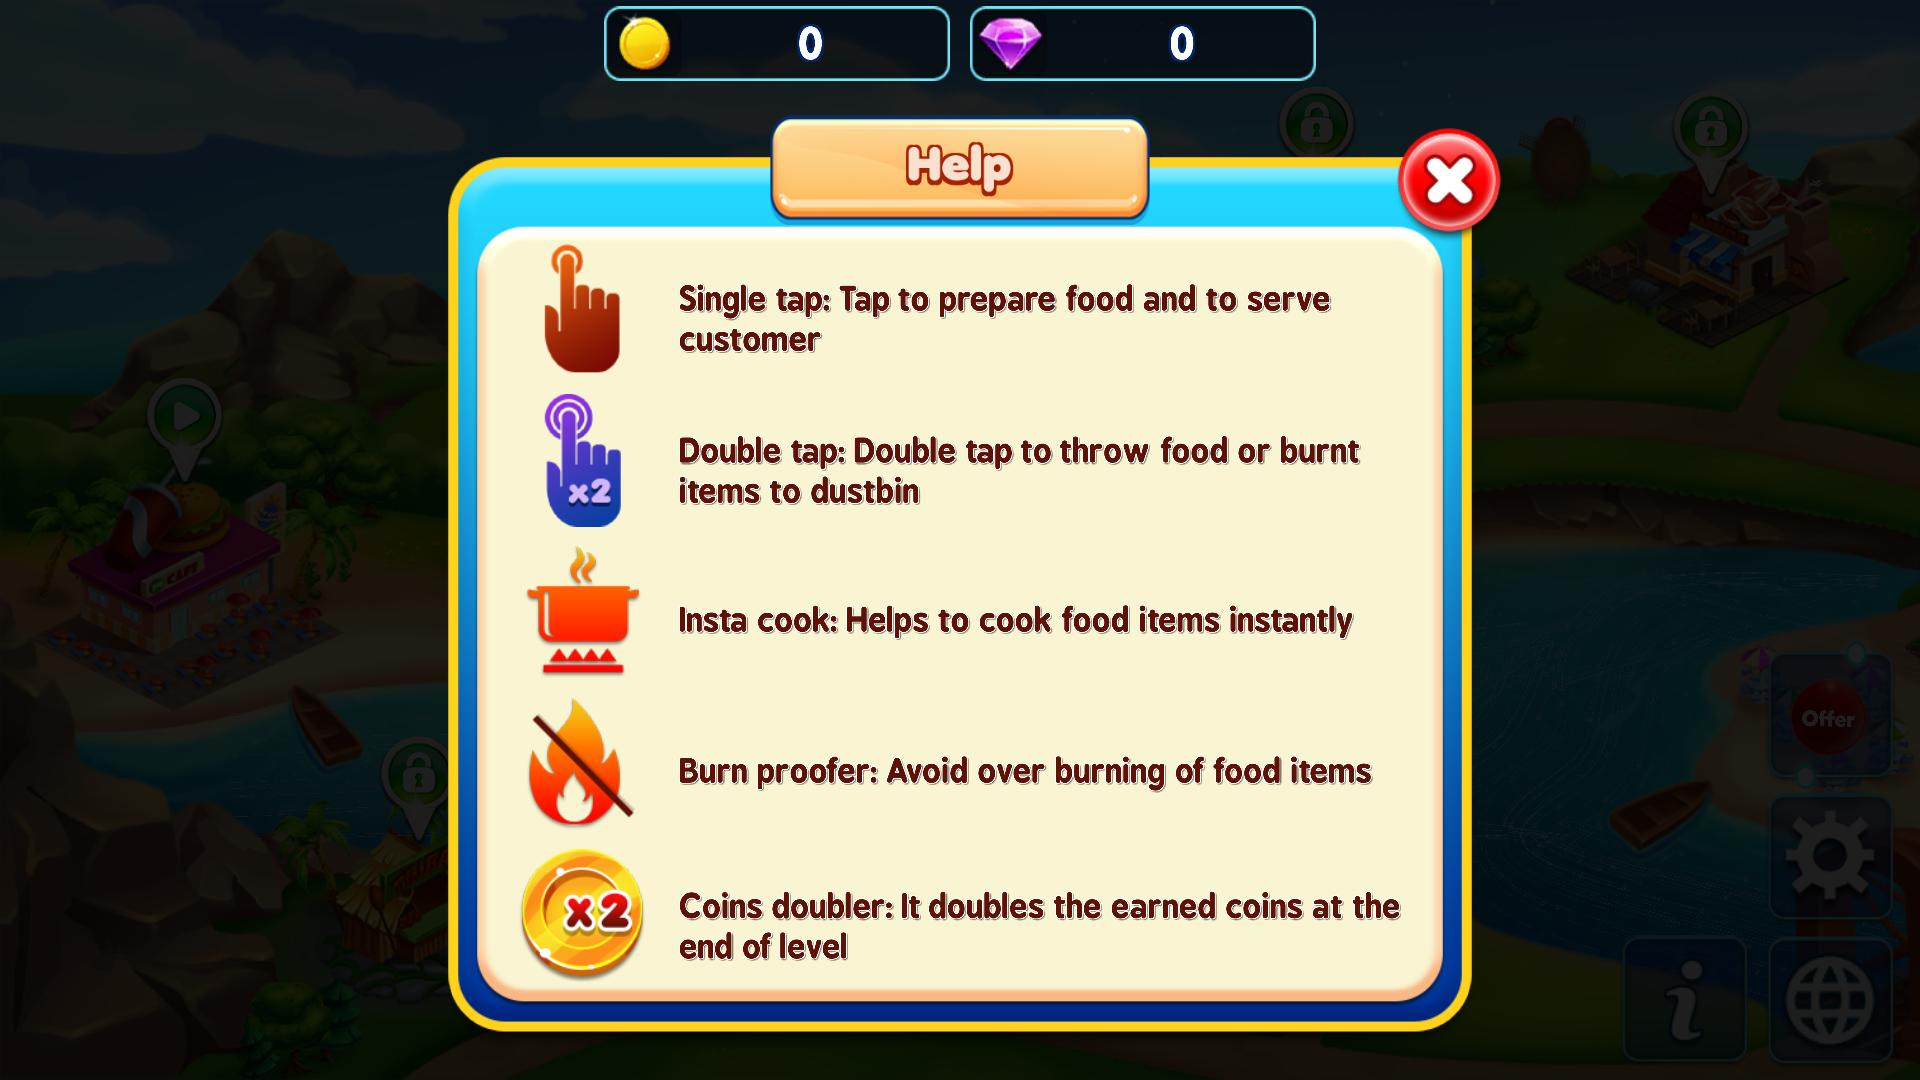 0
0
Help
Single tap: Tap to prepare food and to serve
customer
x2
Double tap: Double tap to throw food or burnt
items to dustbin
Insta cook: Helps to cook food items instantly
Burn proofer: Avoid over burning of food items
x2
Coins doubler: It doubles the earned coins at the
end of level
CAFE
Offer
i